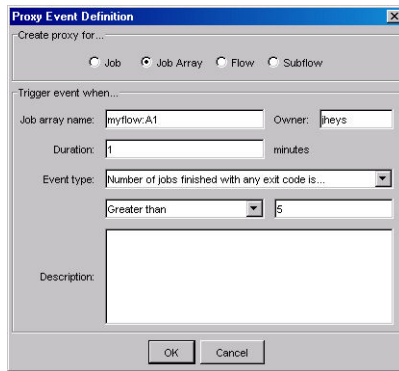 Proxy Event Definition
Create proxy for...
Job Job Array Flow Subflow
Trigger event when...
Job array name: myflow:A1 Owner: jheys
Duration: 1 minutes
Event type: Number of jobs finished with any exit code is...
Greater than 5
Description:
OK Cancel